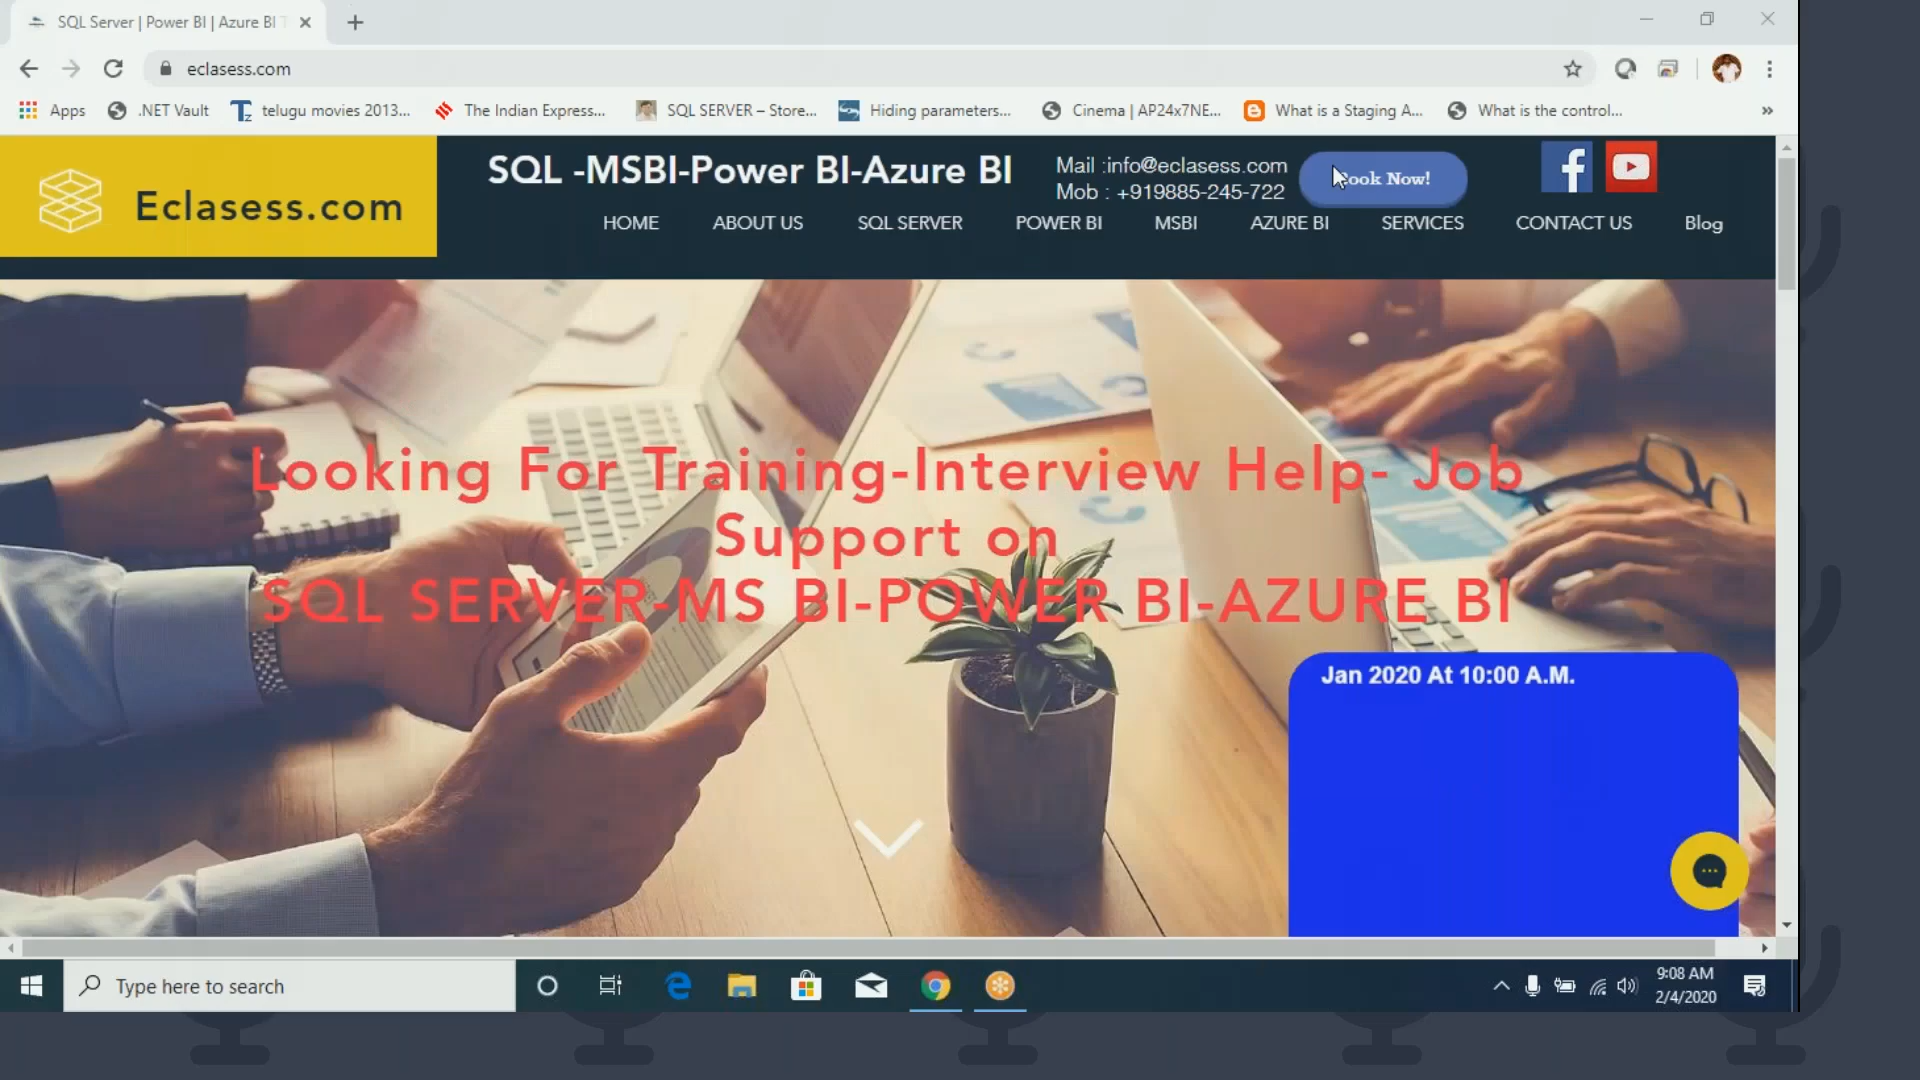 SQL Server | Power BI | Azure BI T
eclasess.com
Apps
.NET Vault
telugu movies 2013...
The Indian Express...
SQL SERVER – Store...
Hiding parameters...
Cinema | AP24x7NE...
What is a Staging A...
What is the control...
Eclasess.com
SQL -MSBI-Power BI-Azure BI
Mail :info@eclasess.com
Mob : +919885-245-722
Book Now!
HOME
ABOUT US
SQL SERVER
POWER BI
MSBI
AZURE BI
SERVICES
CONTACT US
Blog
Looking For Training-Interview Help- Job
Support on
SQL SERVER-MS BI-POWER BI-AZURE BI
Jan 2020 At 10:00 A.M.
Type here to search
9:08 AM
2/4/2020